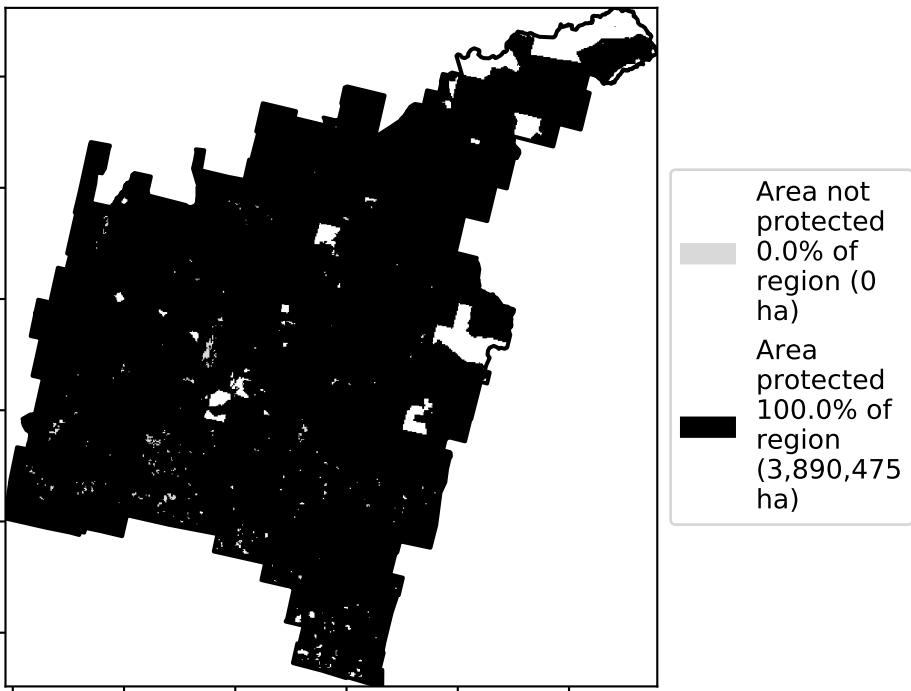 Area not
protected
0.0% of
region (0
ha)
Area
protected
100.0% of
region
(3,890,475
ha)